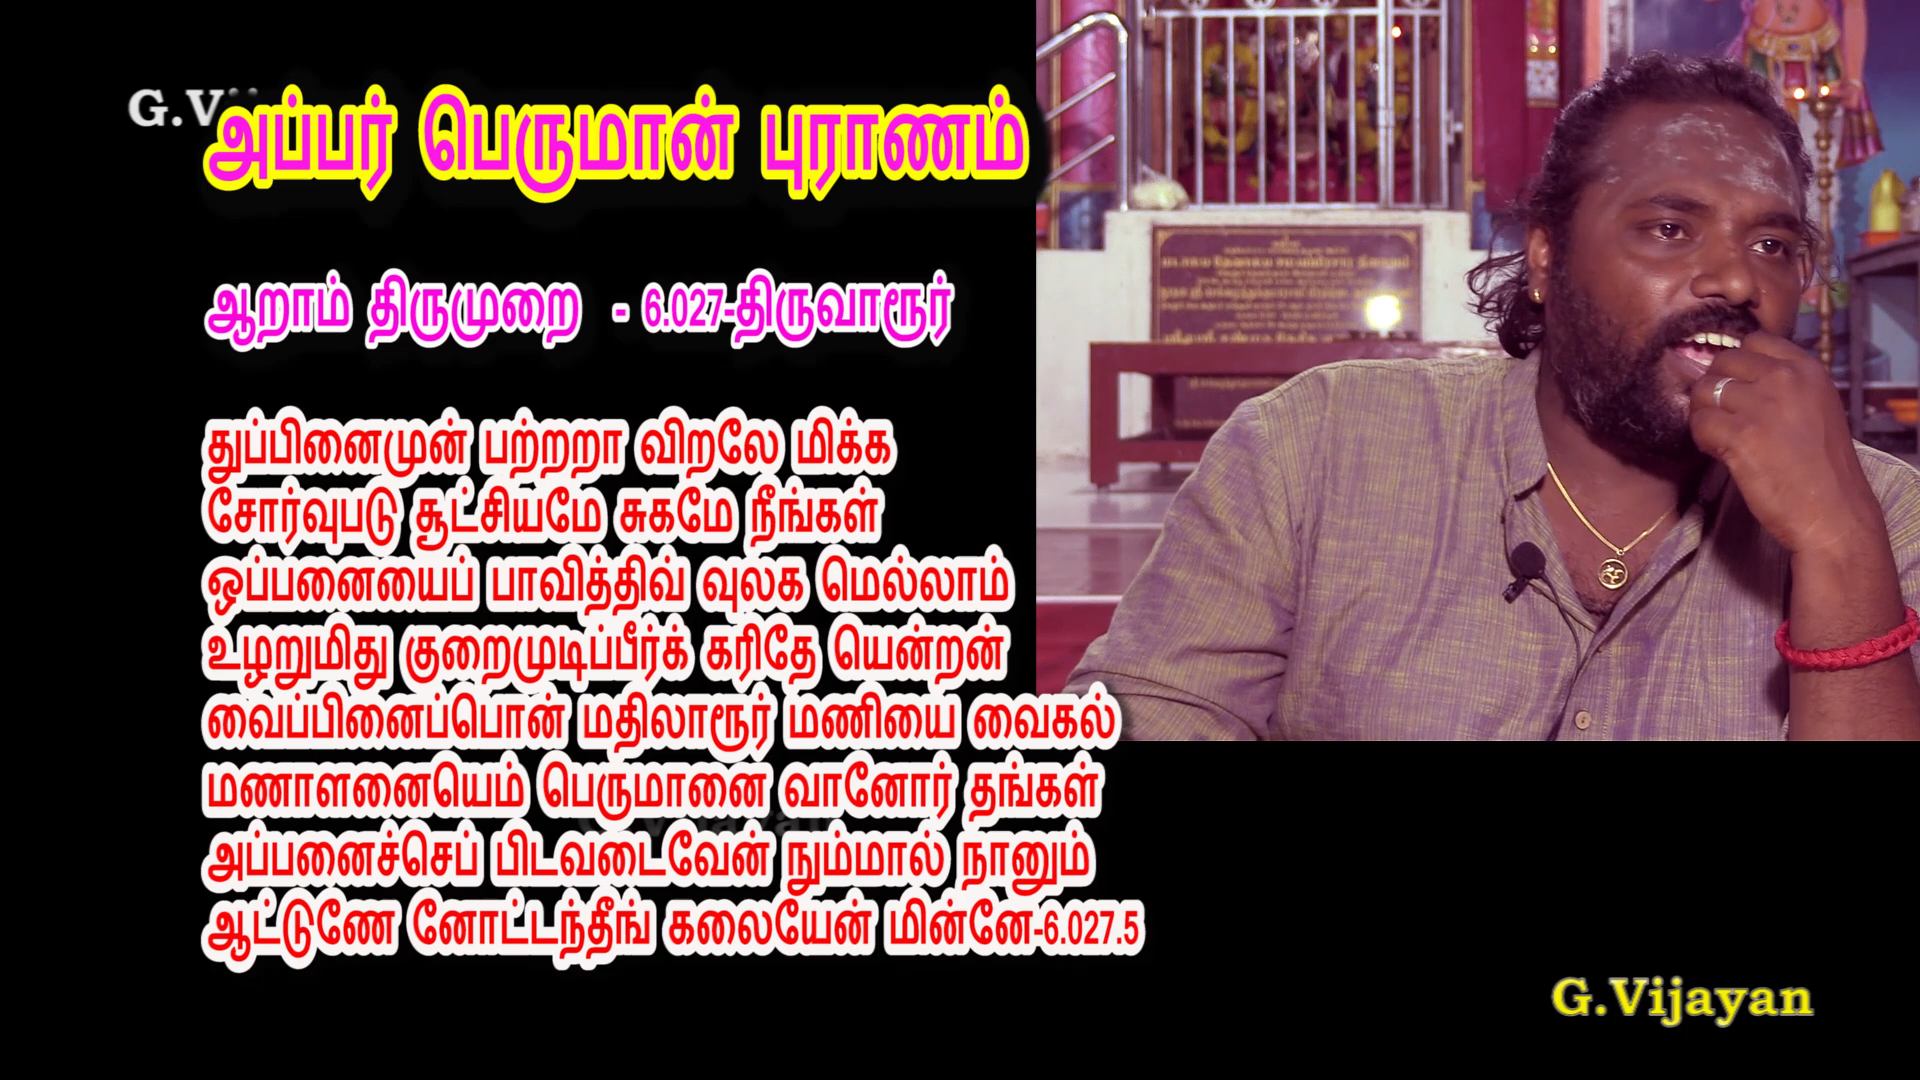 அப்பர் பெருமான் புராணம்
ஆறாம் திருமுறை - 6.027-திருவாரூர்
துப்பினைமுன் பற்றறா விறலே மிக்க
சோர்வுபடு சூட்சியமே சுகமே நீங்கள்
ஒப்பனையைப் பாவித்திவ் வுலக மெல்லாம்
உழறுமிது குறைமுடிப்பீர்க் கரிதே யென்றன்
வைப்பினைப்பொன் மதிலாரூர் மணியை வைகல்
மணாளனையெம் பெருமானை வானோர் தங்கள்
அப்பனைச்செப் பிடவடைவேன் நும்மால் நானும்
ஆட்டுணே னோட்டந்தீங் கலையேன் மின்னே-6.027.5
G.Vijayan